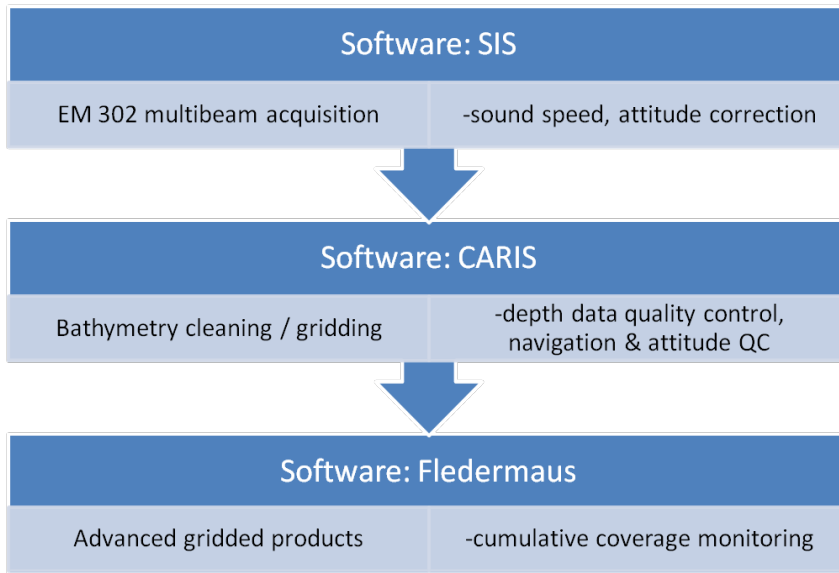 Software: SIS
EM 302 multibeam acquisition
-sound speed, attitude correction
Software: CARIS
Bathymetry cleaning / gridding
-depth data quality control,
navigation & attitude QC
Software: Fledermaus
Advanced gridded products
-cumulative coverage monitoring